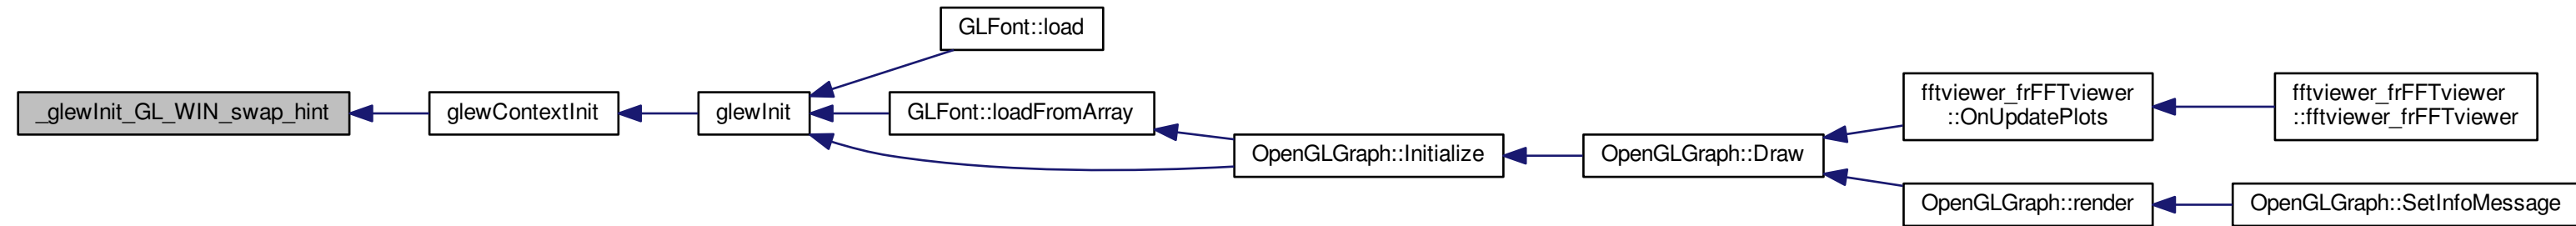 GLFont::load
_glewInit_GL_WIN_swap_hint
glewContextInit
glewInit
GLFont::loadFromArray
OpenGLGraph::Initialize
OpenGLGraph::Draw
fftviewer_frFFTviewer
::OnUpdatePlots
fftviewer_frFFTviewer
::fftviewer_frFFTviewer
OpenGLGraph::render
OpenGLGraph::SetInfoMessage